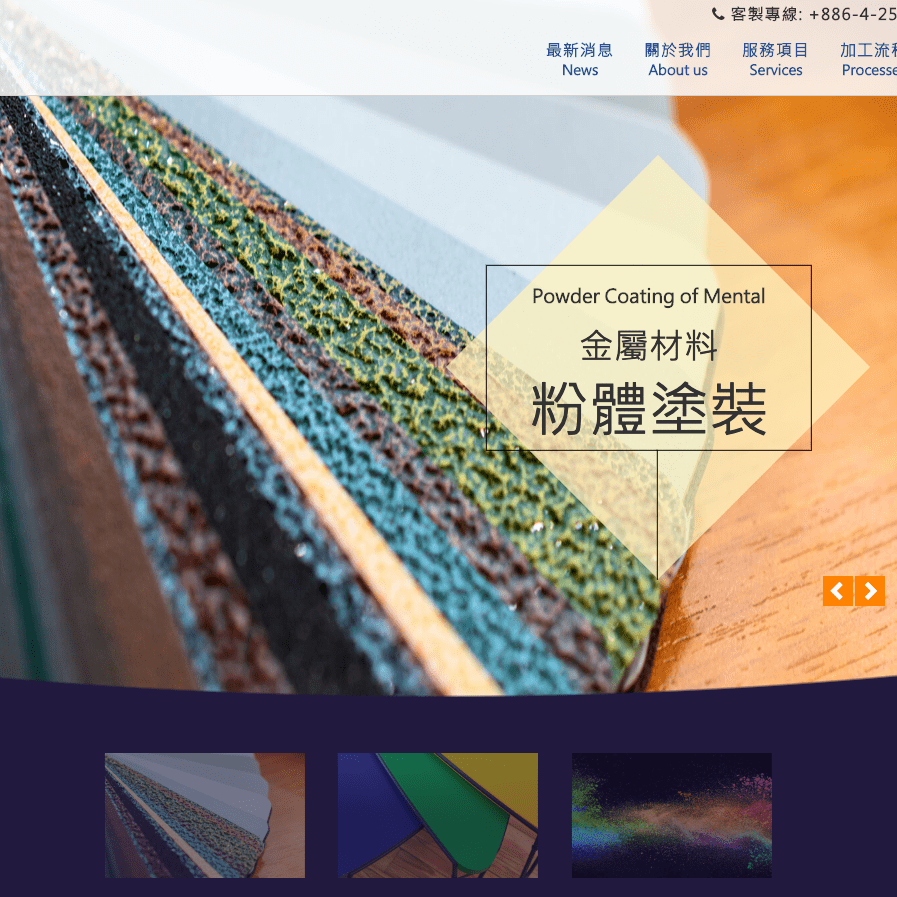 客製專線: +886-4-25
最新消息 關於我們 服務項目 加工流程
News About us Services Processe
Powder Coating of Mental
金屬材料
粉體塗裝